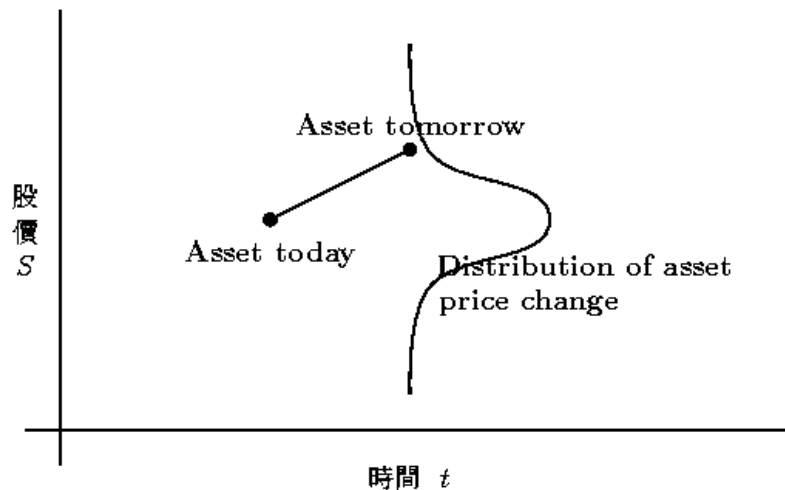 Asset tomorrow
股
價
S
Asset today
Distribution of asset
price change
時間 t